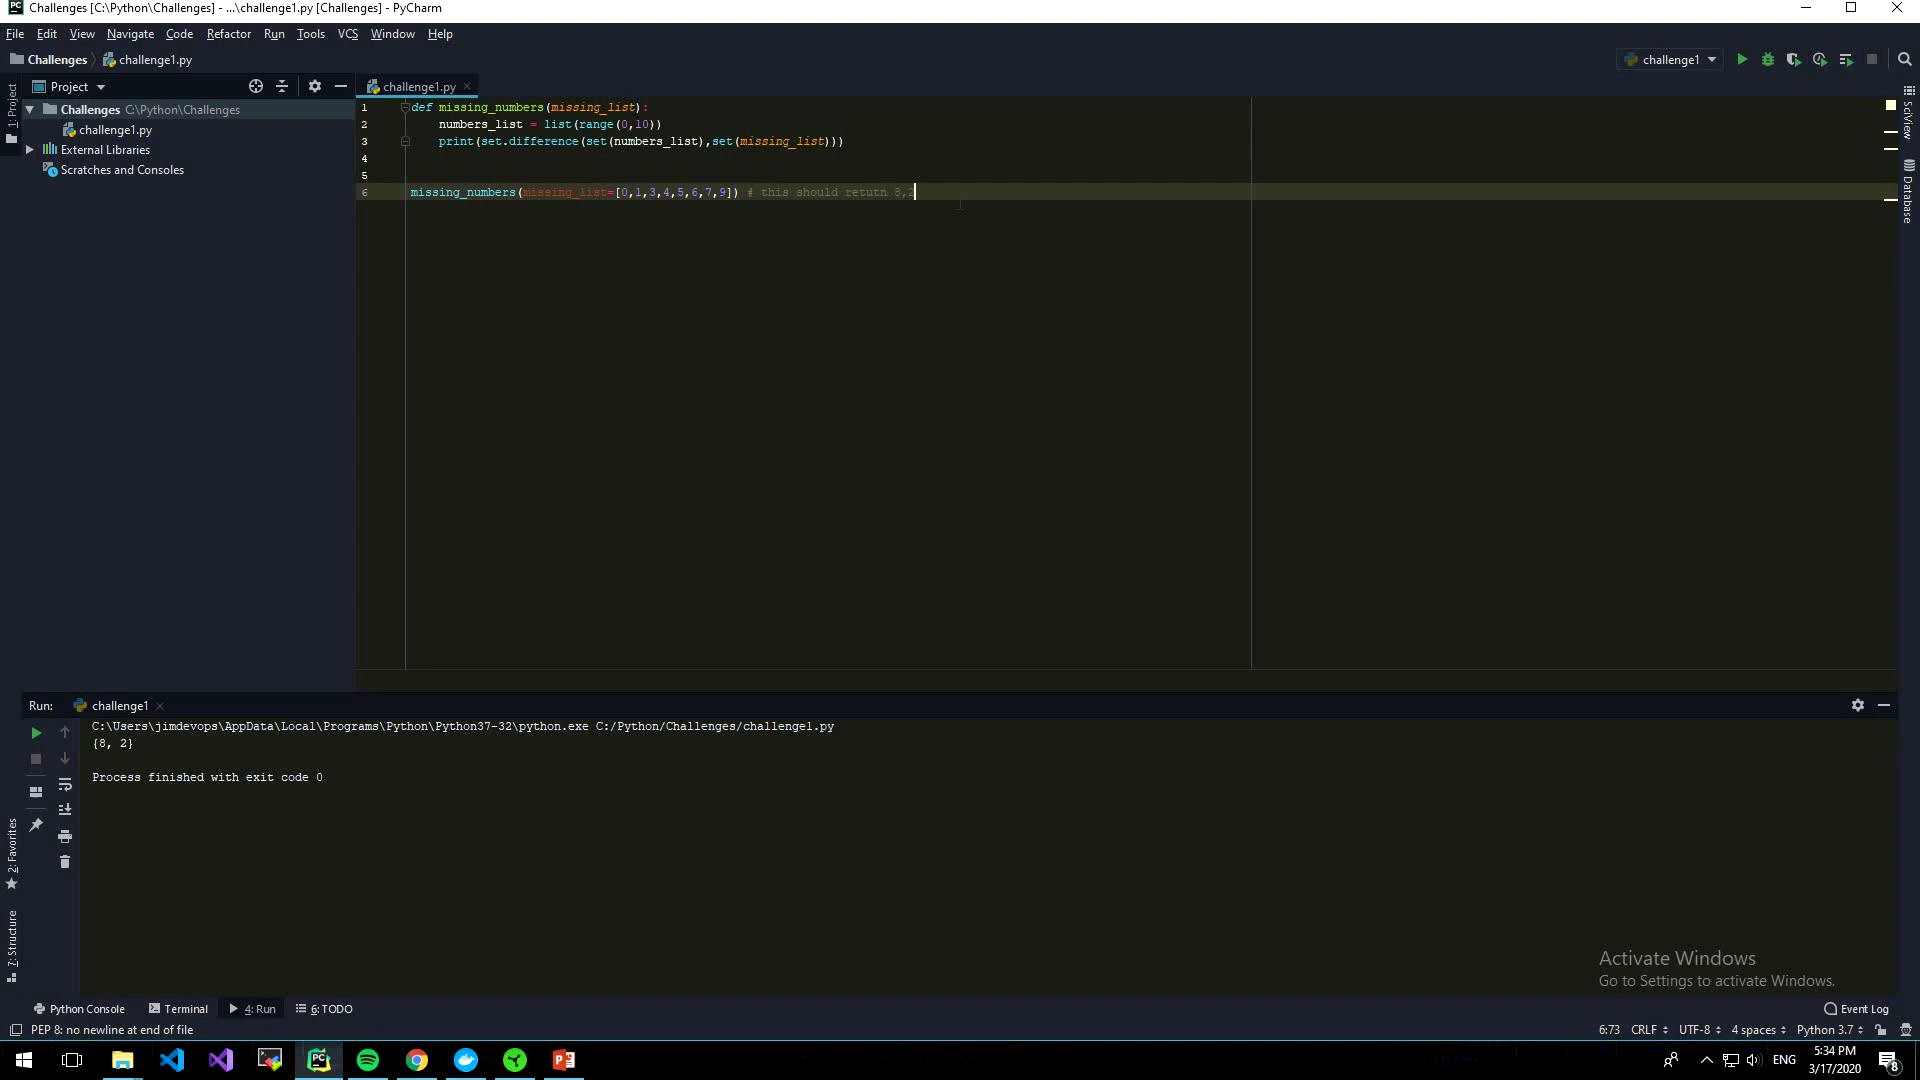 Challenges [C:\Python\Challenges] - ...\challenge1.py [Challenges] - PyCharm
File Edit View Navigate Code Refactor Run Tools VCS Window Help
Challenges challenge1.py
challenge1
Project
challenge1.py
1: Project
Challenges C:\Python\Challenges
challenge1.py
External Libraries
Scratches and Consoles
1 def missing_numbers(missing_list):
2 numbers_list = list(range(0,10))
3 print(set.difference(set(numbers_list),set(missing_list)))
4
5
6 missing_numbers(missing_list=[0,1,3,4,5,6,7,9]) # this should retutn 8,2
SciView
Database
Run: challenge1
C:\Users\jimdevops\AppData\Local\Programs\Python\Python37-32\python.exe C:/Python/Challenges/challenge1.py
{8, 2}
Process finished with exit code 0
2: Favorites
7: Structure
Activate Windows
Go to Settings to activate Windows.
Python Console Terminal 4: Run 6: TODO
Event Log
PEP 8: no newline at end of file
6:73 CRLF UTF-8 4 spaces Python 3.7
ENG
5:34 PM
3/17/2020
8